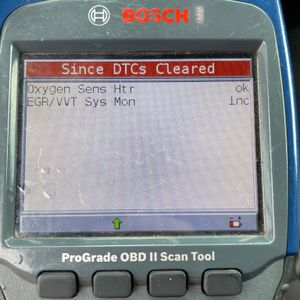 BOSCH
Since DTCs Cleared
Oxygen Sens Htr ok
EGR/VVT Sys Mon inc
ProGrade OBD II Scan Tool